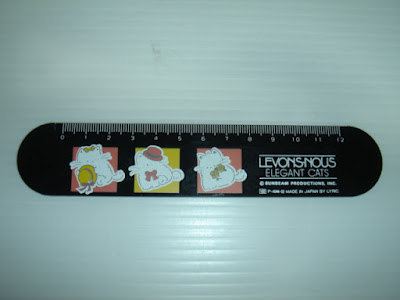 0 1 2 3 4 5 6 7 8 9 10 11 12
LEVONS-NOUS
ELEGANT CATS
© SUNBEAM PRODUCTIONS, INC.
MADE IN JAPAN BY LYRIC